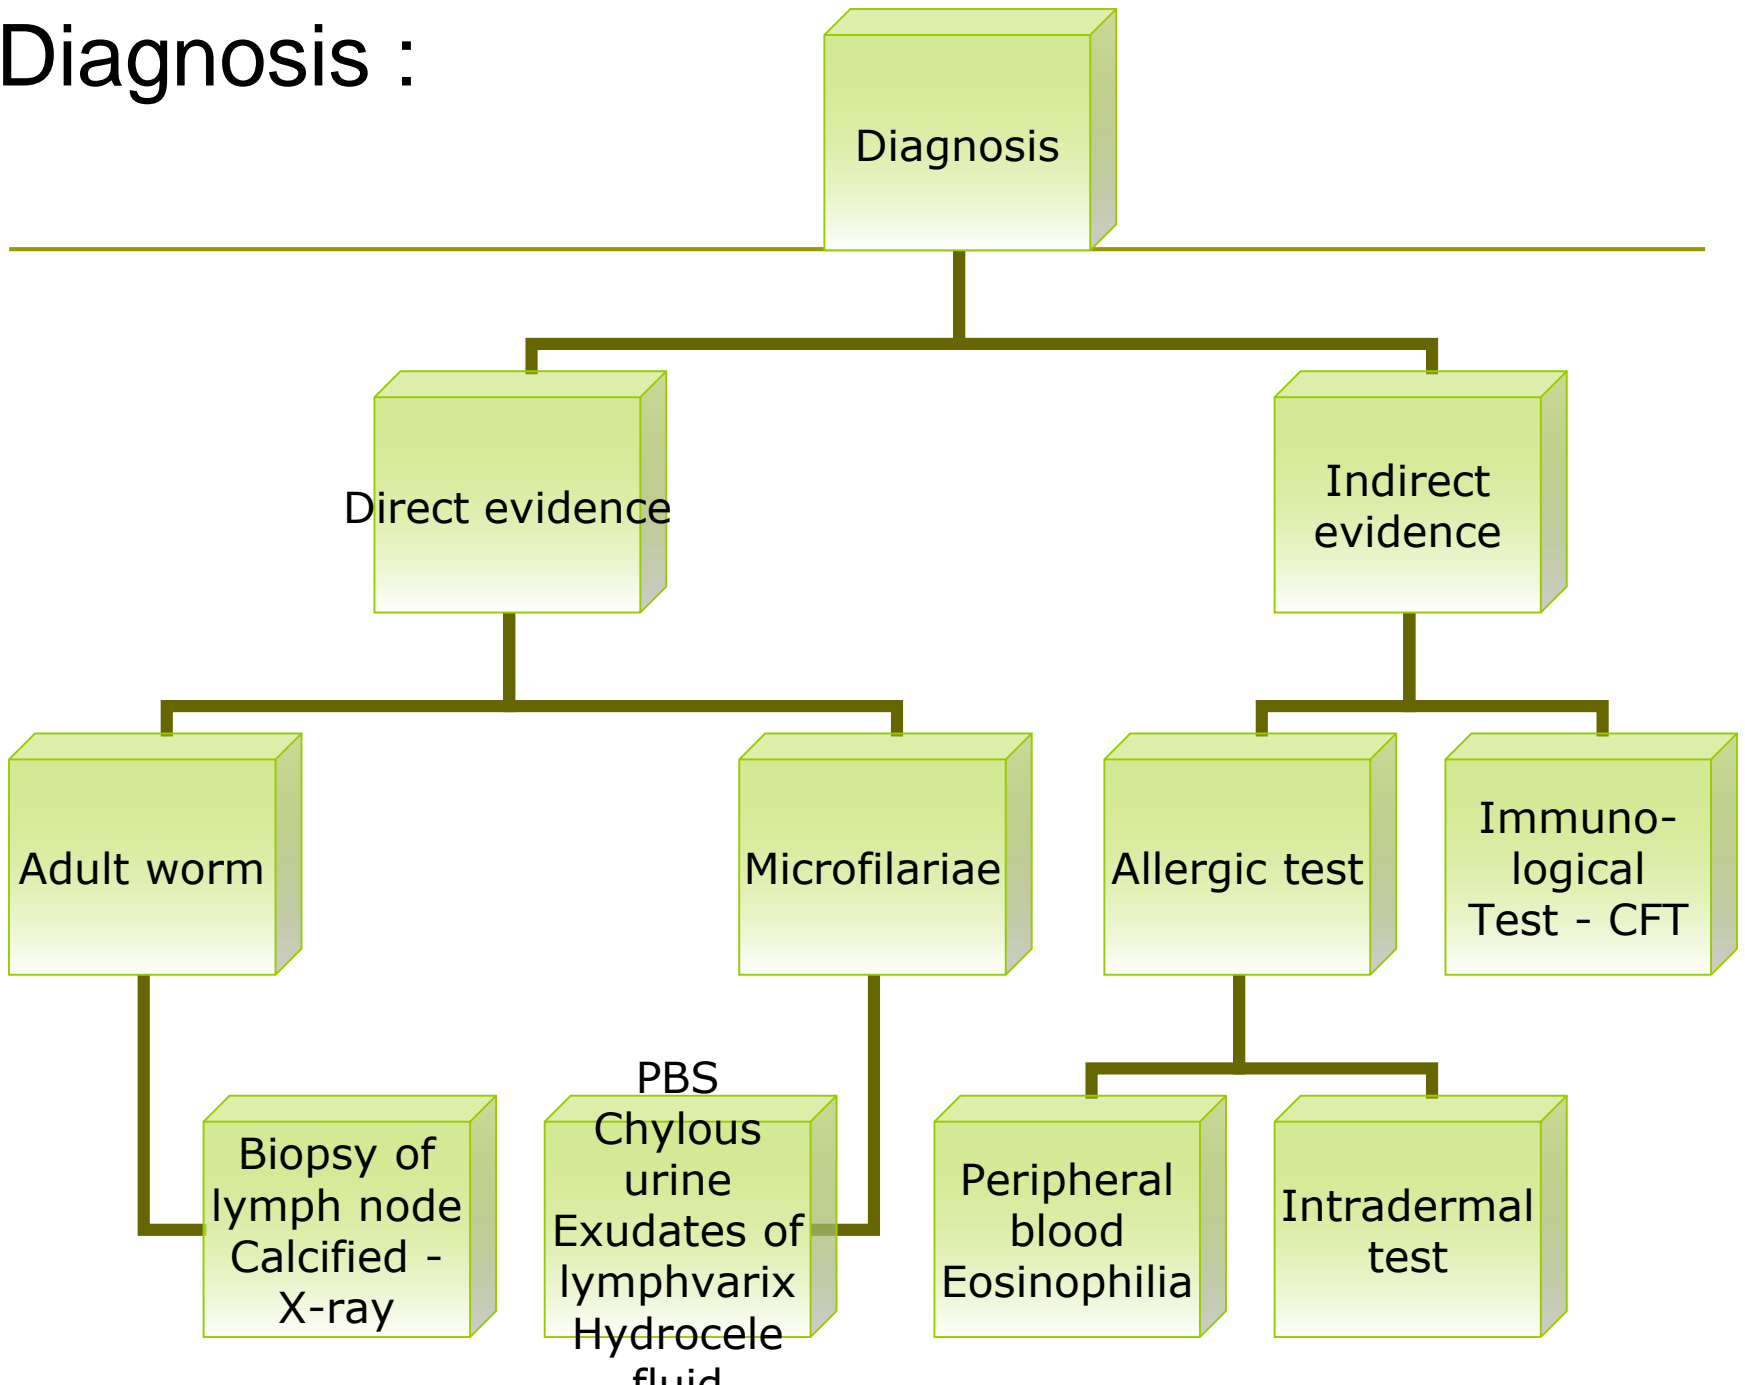 Diagnosis :
Diagnosis
Direct evidence
Indirect
evidence
Adult worm
Microfilariae
Allergic test
Immuno-
logical
Test - CFT
Biopsy of
lymph node
Calcified -
X-ray
PBS
Chylous
urine
Exudates of
lymphvarix
Hydrocele
fluid
Peripheral
blood
Eosinophilia
Intradermal
test